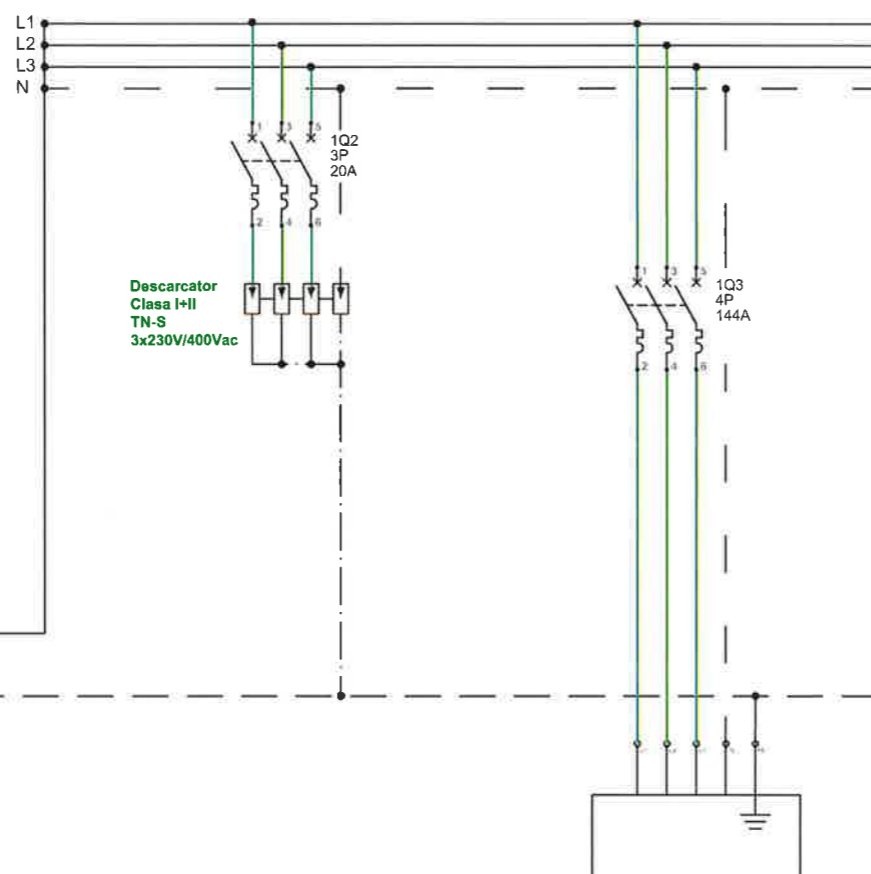 L1
L2
L3
N
1 3 5
1Q2
3P
20A
2 4 6
Descarcator
Clasa I+II
TN-S
3x230V/400Vac
1 3 5
1Q3
4P
144A
2 4 6